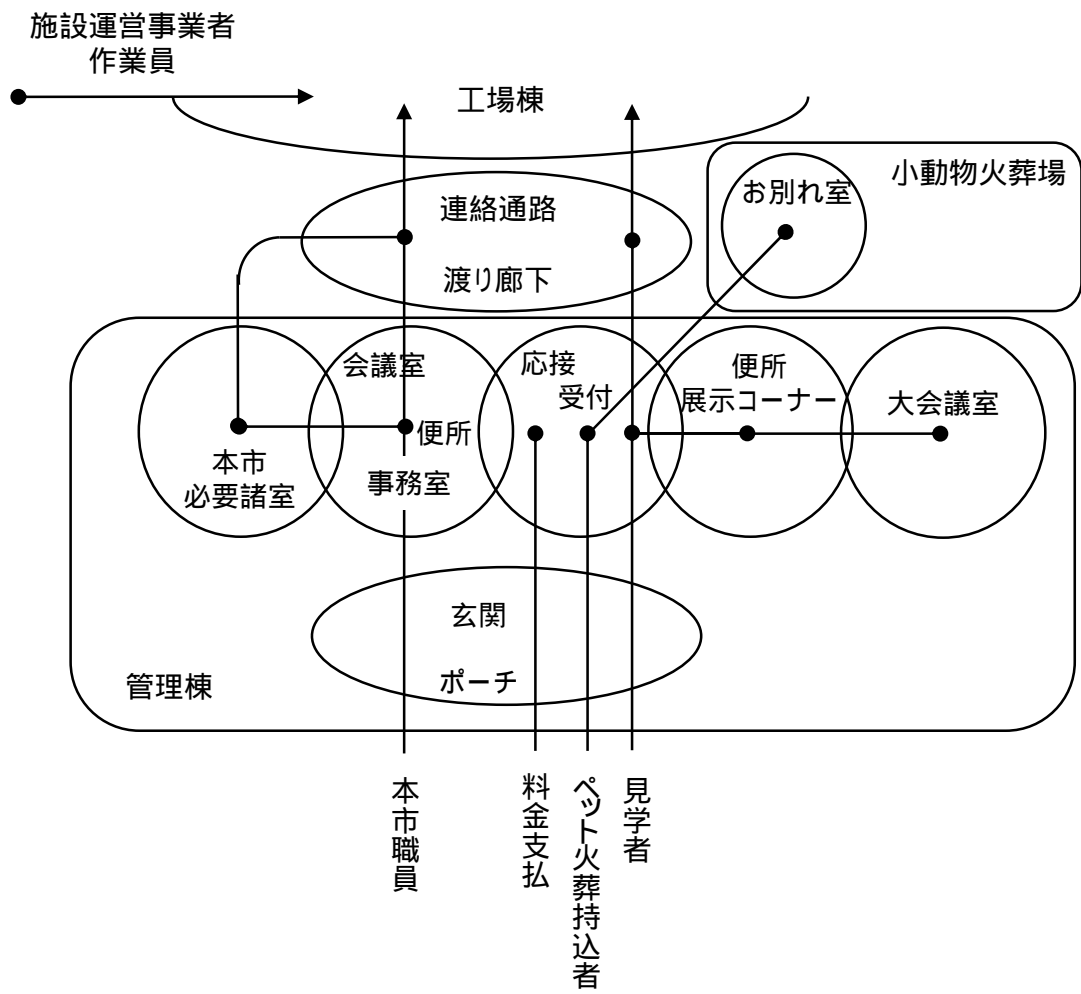 施設運営事業者
作業員
工場棟
小動物火葬場
お別れ室
連絡通路
渡り廊下
会議室
応接
便所
受付
展示コーナー
大会議室
便所
本市
必要諸室
事務室
玄関
ポーチ
管理棟
本市職員
料金支払
ペット火葬持込者
見学者